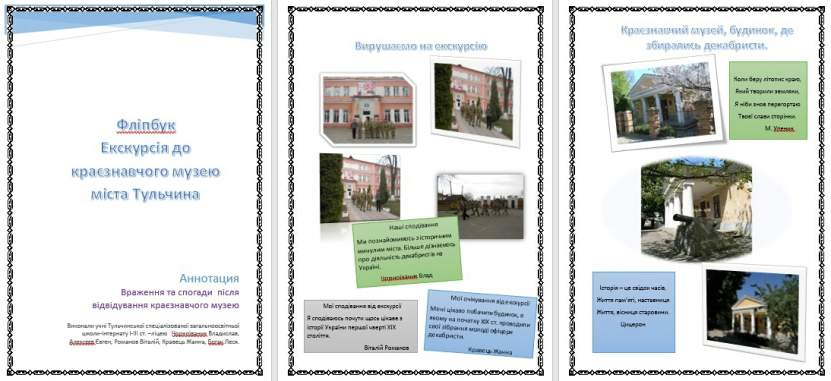 Фліпбук
Екскурсія до
краєзнавчого музею
міста Тульчина
Аннотация
Враження та спогади після
відвідування краєзнавчого музею
Виконали учні Тульчинської спеціалізованої загальноосвітньої
школи-інтернату І-ІІ ст. –ліцею Чорноіваник Владислав,
Алексеєв Євген, Романов Віталій, Кравець Жанна, Боган Леся.
Вирушаємо на екскурсію
Наші сподівання
Ми познайомимось з історичним
минулим міста. Більше дізнаємось
про діяльність декабристів на
Україні.
Влад
Мої сподівання від екскурсії
Я сподіваюсь почути щось цікаве з
історії України першої чверті ХІХ
століття.
Віталій Романов
Мої очікування від екскурсії
Мені цікаво побачити будинок, в
якому на початку ХІХ ст. проводили
свої зібрання молоді офіцери
декабристи.
Кравець Жанна
Краєзнавчий музей, будинок, де
збирались декабристи.
Коли беру літопис краю,
Який творили земляки,
Я ніби знов перегортаю
Твоєї слави сторінки.
М. Уленик
Історія – це свідок часів,
Життя пам'яті, наставниця
Життя, вісниця старовини.
Цицерон